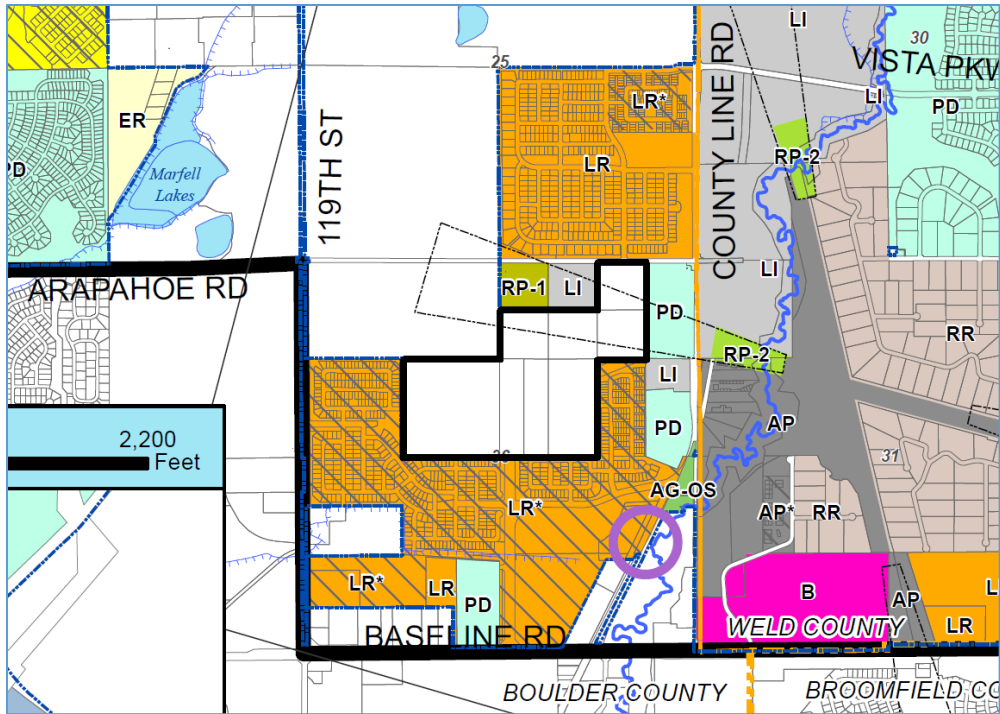 LI
30
VISTA PKW
25
COUNTY LINE RD
LR*
ER
119TH ST
LI
PD
PD
RP-2
LR
Marfell
Lakes
LI
ARAPAHOE RD
RP-1
LI
PD
RR
RP-2
LI
2,200
Feet
PD
AP
31
AG-OS
LR*
AP*
RR
LR*
LR
PD
B
AP
L
LR
BASELINE RD
WELD COUNTY
BOULDER COUNTY
BROOMFIELD CO